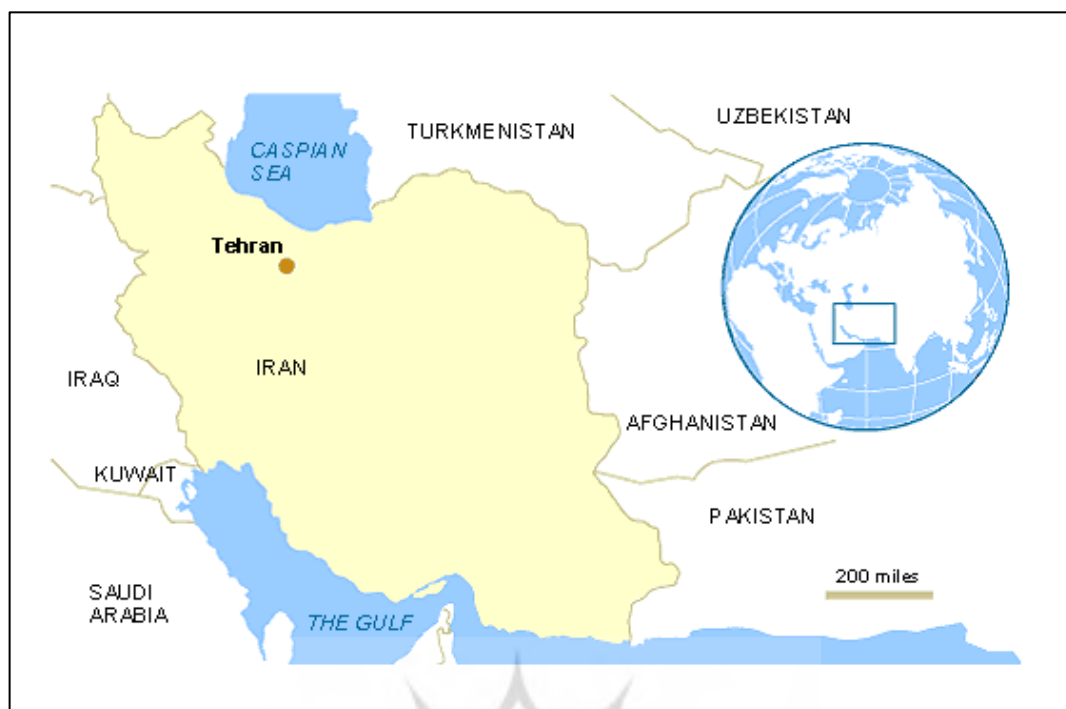 UZBEKISTAN
TURKMENISTAN
CASPIAN
SEA
Tehran
IRAN
IRAQ
AFGHANISTAN
KUWAIT
PAKISTAN
200 miles
SAUDI
ARABIA
THE GULF